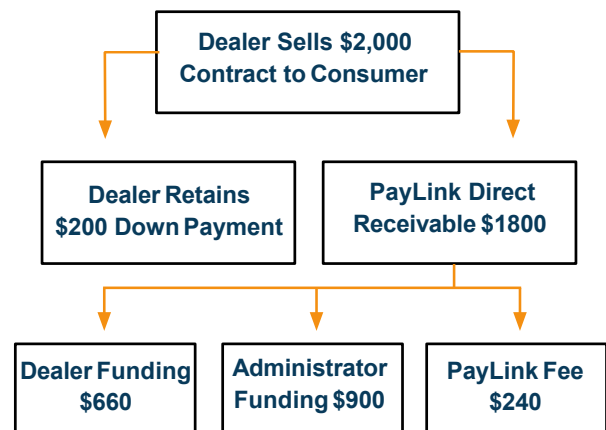 Dealer Sells $2,000
Contract to Consumer
Dealer Retains
$200 Down Payment
PayLink Direct
Receivable $1800
Dealer Funding
$660
Administrator
Funding $900
PayLink Fee
$240